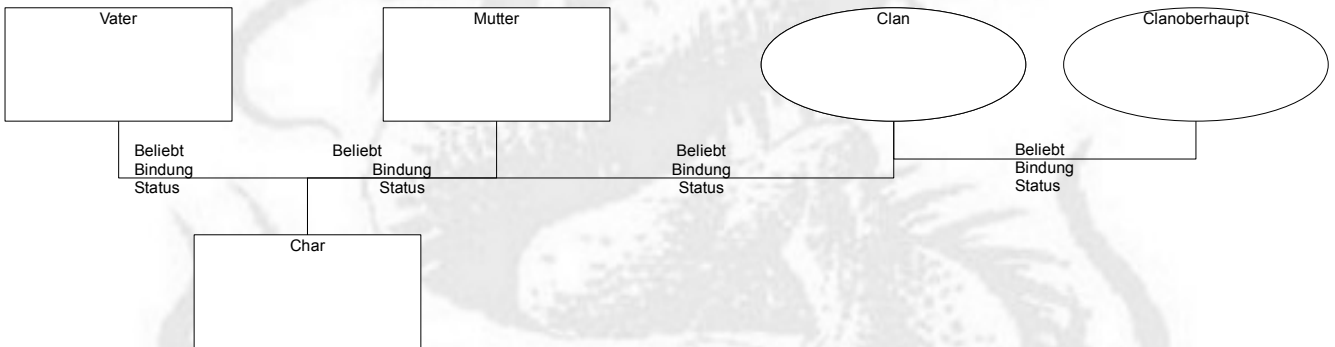 Vater
Mutter
Clan
Clanoberhaupt
Beliebt
Bindung
Status
Beliebt
Bindung
Status
Beliebt
Bindung
Status
Beliebt
Bindung
Status
Char